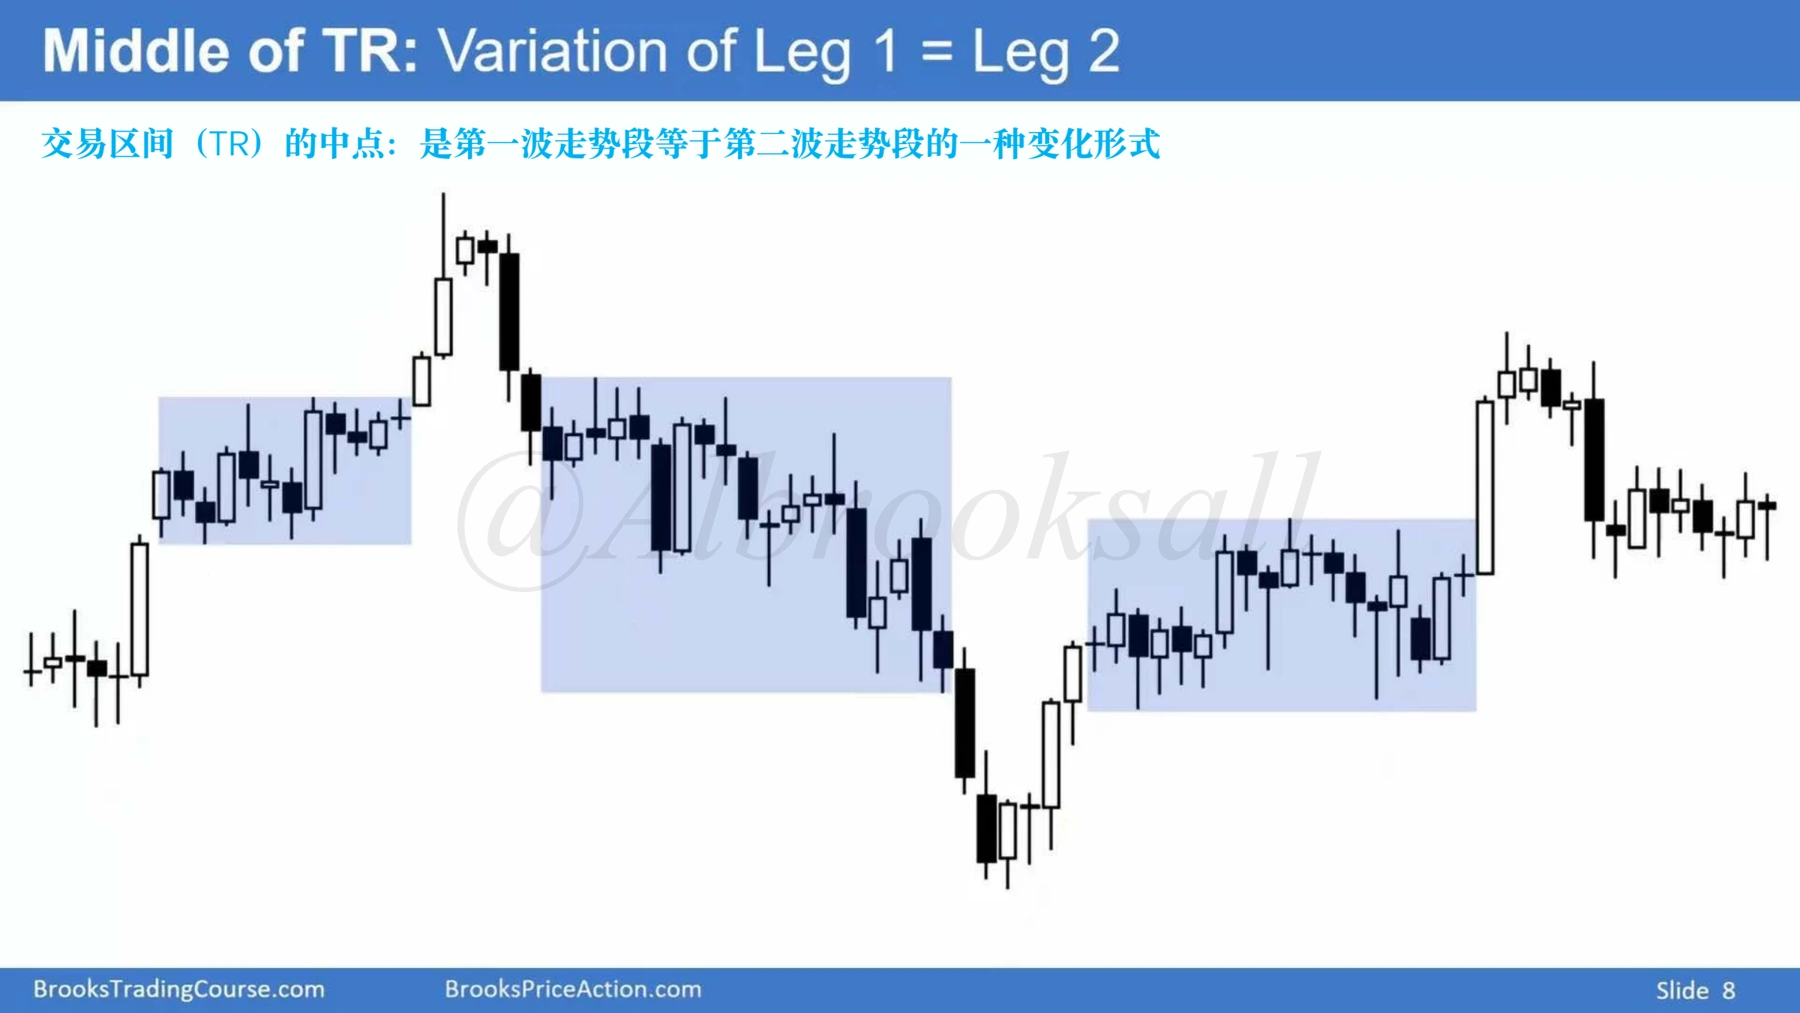 Middle of TR: Variation of Leg 1 = Leg 2
交易区间（TR）的中点：是第一波走势段等于第二波走势段的一种变化形式
@Albrooksall
BrooksTradingCourse.com
BrooksPriceAction.com
Slide 8